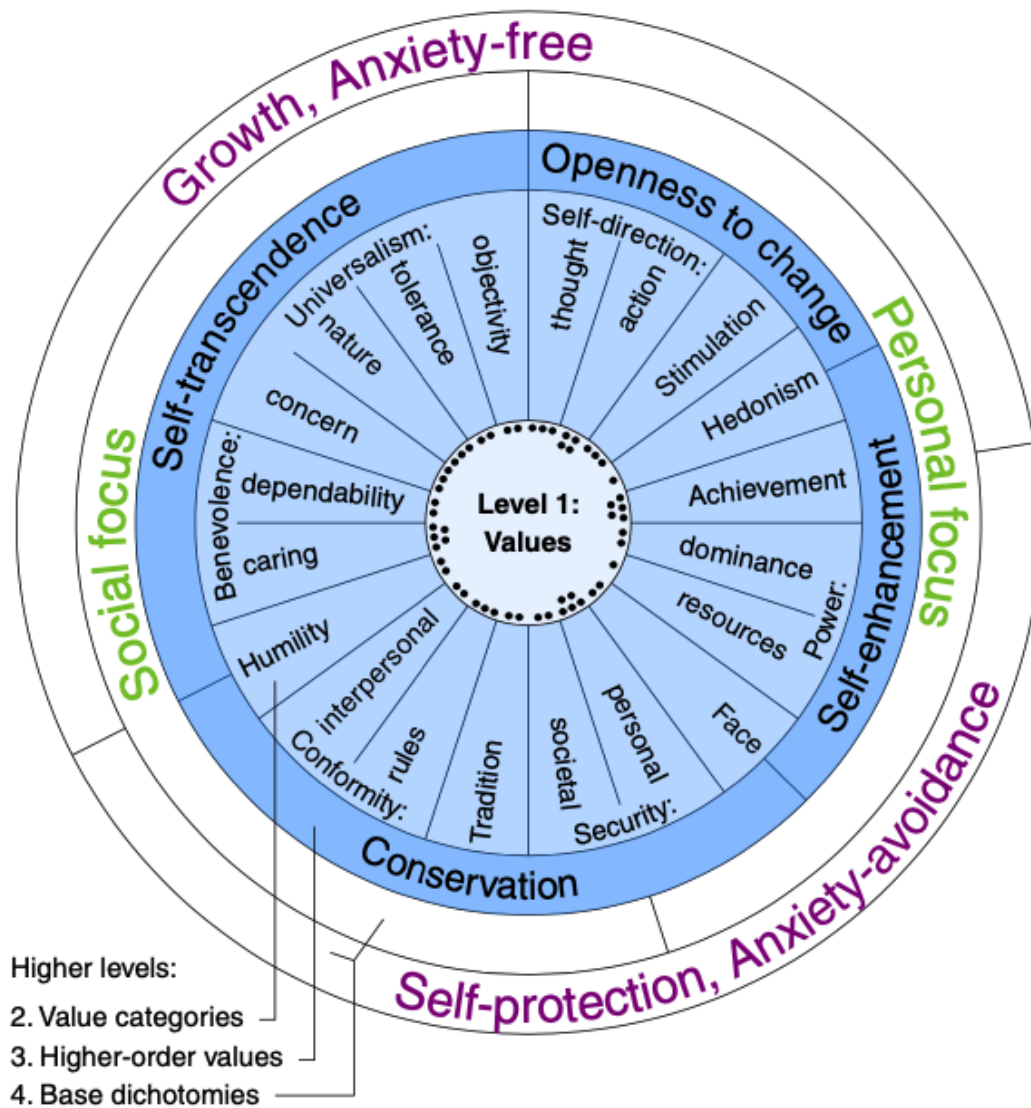 Growth, Anxiety-free
Social focus
Personal focus
Self-protection, Anxiety-avoidance
Self-transcendence
Openness to change
Self-enhancement
Conservation
Self-direction:
thought
action
Stimulation
Hedonism
Achievement
Power:
dominance
resources
Face
Security:
personal
societal
Tradition
Conformity:
rules
interpersonal
Humility
Benevolence:
caring
dependability
Universalism:
concern
nature
tolerance
objectivity
Level 1:
Values
Higher levels:
2. Value categories
3. Higher-order values
4. Base dichotomies